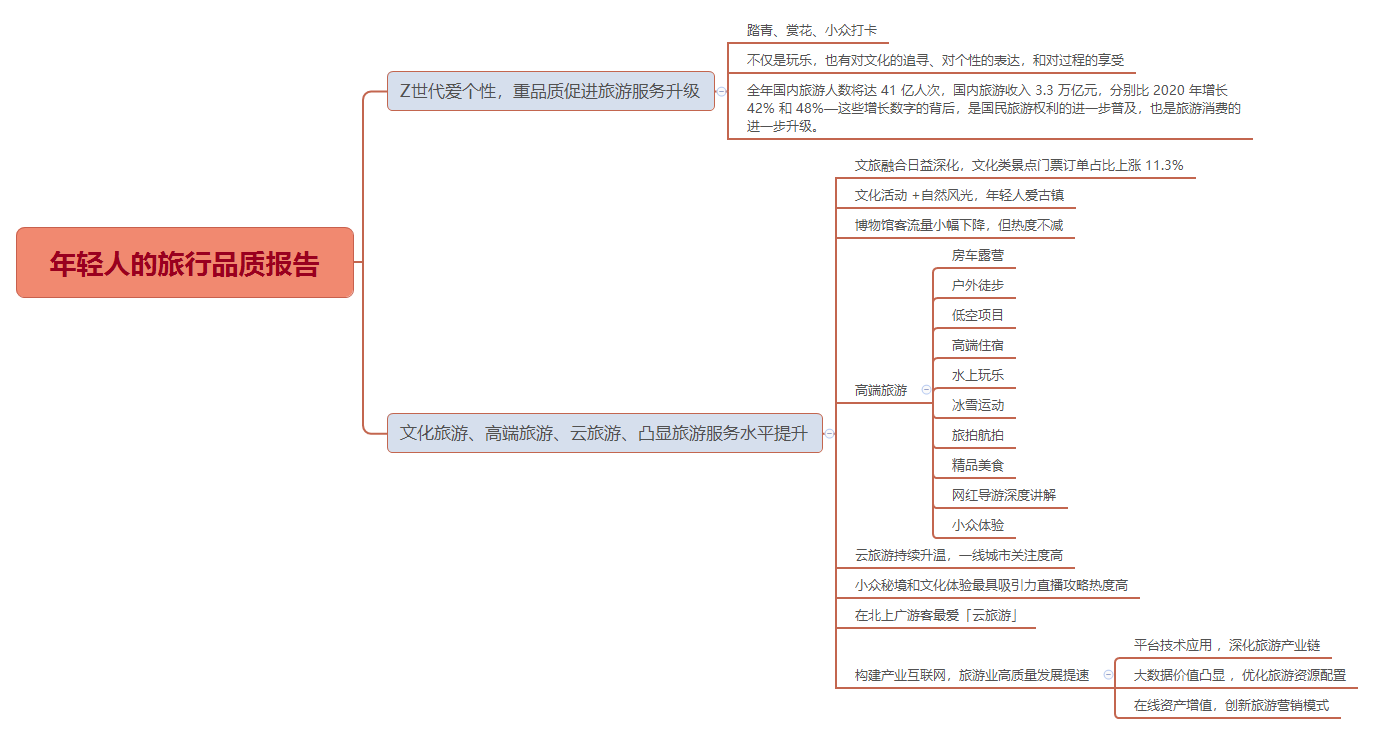 年轻人的旅行品质报告
Z世代爱个性，重品质促进旅游服务升级
踏青、赏花、小众打卡
不仅是玩乐，也有对文化的追寻、对个性的表达，和对过程的享受
全年国内旅游人数将达 41 亿人次，国内旅游收入 3.3 万亿元，分别比 2020 年增长
42% 和 48%—这些增长数字的背后，是国民旅游权利的进一步普及，也是旅游消费的
进一步升级。
文化旅游、高端旅游、云旅游、凸显旅游服务水平提升
文旅融合日益深化，文化类景点门票订单占比上涨 11.3%
文化活动 +自然风光，年轻人爱古镇
博物馆客流量小幅下降，但热度不减
高端旅游
房车露营
户外徒步
低空项目
高端住宿
水上玩乐
冰雪运动
旅拍航拍
精品美食
网红导游深度讲解
小众体验
云旅游持续升温，一线城市关注度高
小众秘境和文化体验最具吸引力直播攻略热度高
在北上广游客最爱「云旅游」
构建产业互联网，旅游业高质量发展提速
平台技术应用 ，深化旅游产业链
大数据价值凸显 ，优化旅游资源配置
在线资产增值，创新旅游营销模式